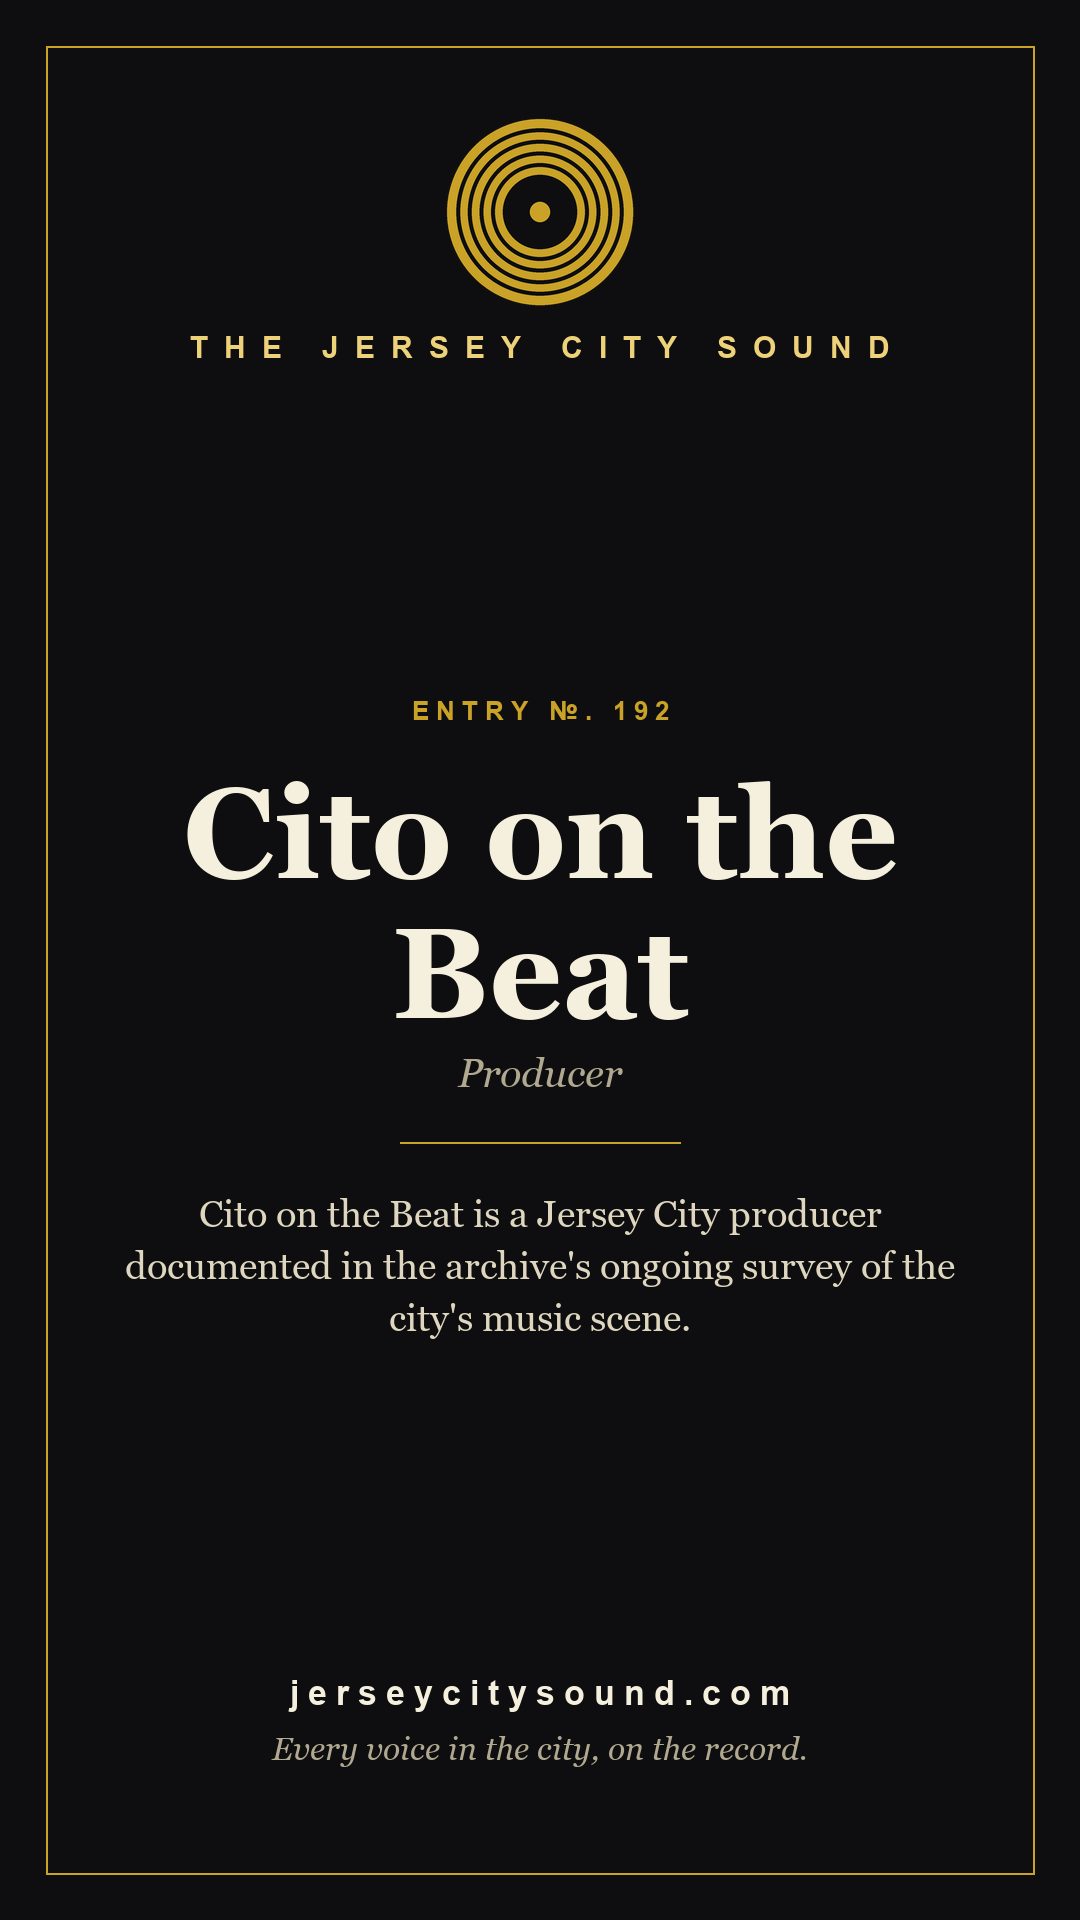 THE JERSEY CITY SOUND
ENTRY №. 192
Cito on the
Beat
Producer
Cito on the Beat is a Jersey City producer
documented in the archive's ongoing survey of the
city's music scene.
jerseycitysound.com
Every voice in the city, on the record.